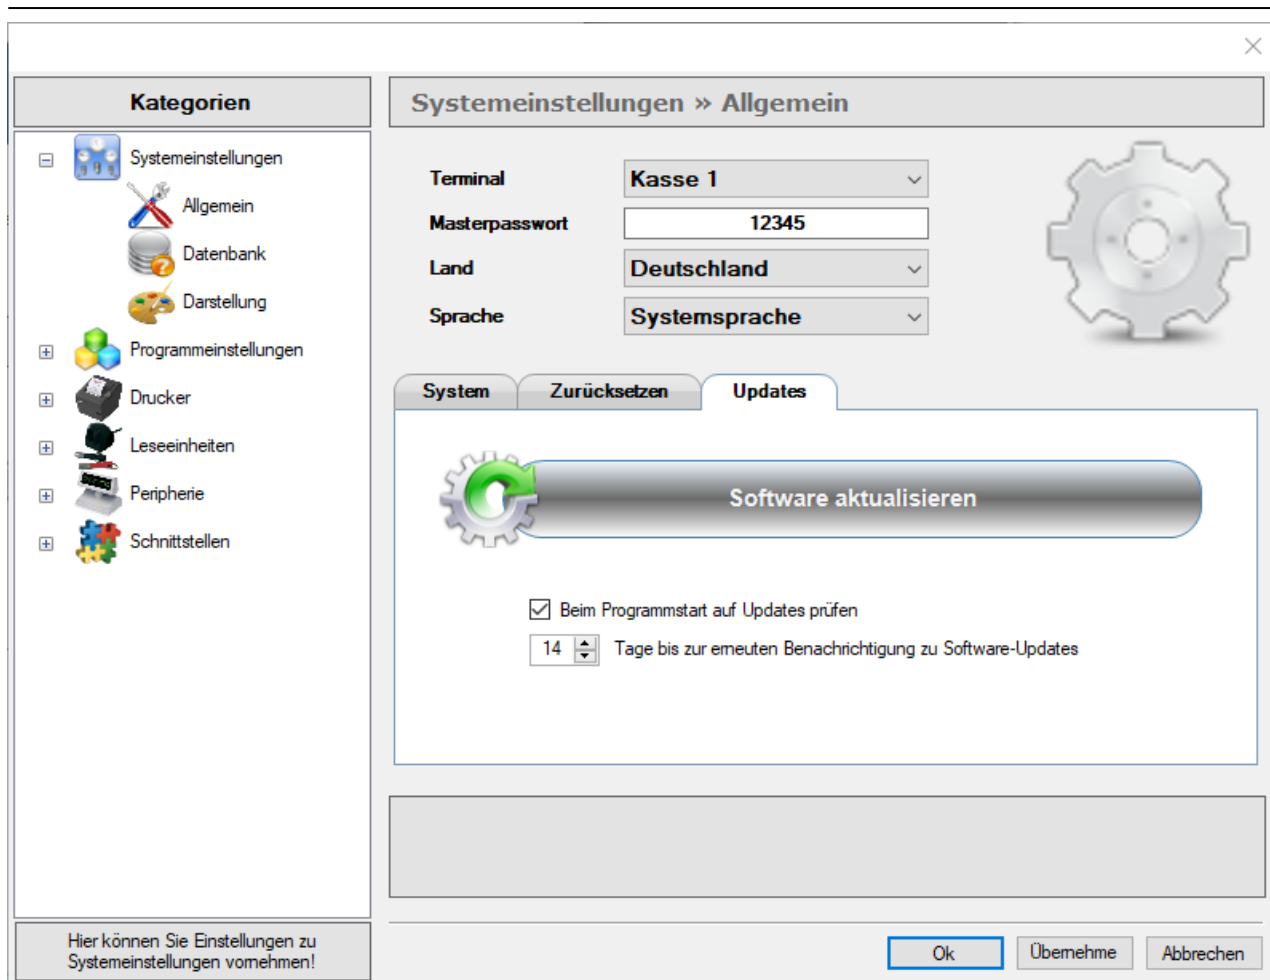 Kategorien
Systemeinstellungen
Allgemein
Datenbank
Darstellung
Programmeinstellungen
Drucker
Leseeinheiten
Peripherie
Schnittstellen
Hier können Sie Einstellungen zu
Systemeinstellungen vornehmen!
Systemeinstellungen » Allgemein
Terminal Kasse 1
Masterpasswort 12345
Land Deutschland
Sprache Systemsprache
System Zurücksetzen Updates
Software aktualisieren
Beim Programmstart auf Updates prüfen
14 Tage bis zur erneuten Benachrichtigung zu Software-Updates
Ok Übernehme Abbrechen